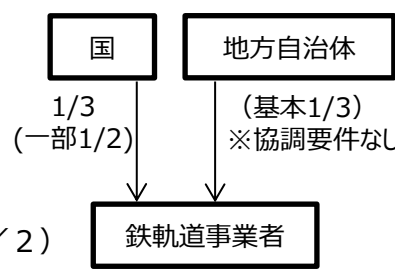 国
地方自治体
1/3
(一部1/2)
（基本1/3）
※協調要件なし
／２）
鉄軌道事業者